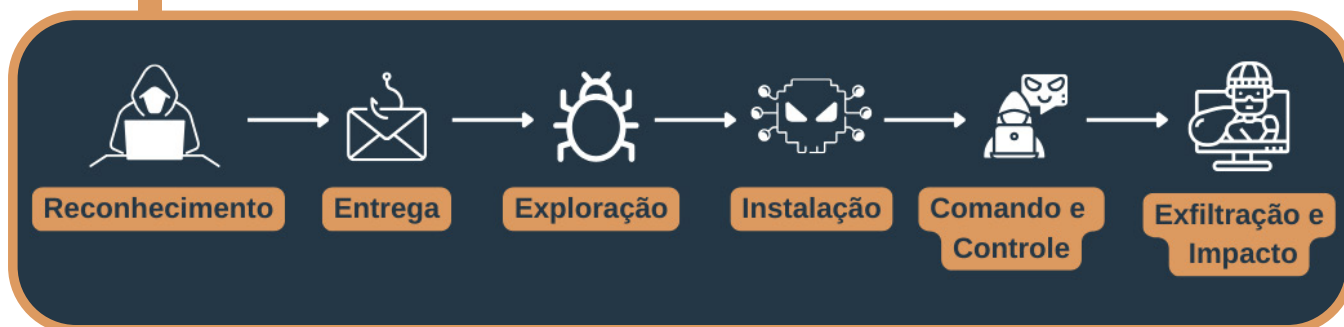 Reconhecimento
Entrega
Exploração
Instalação
Comando e
Controle
Exfiltração e
Impacto